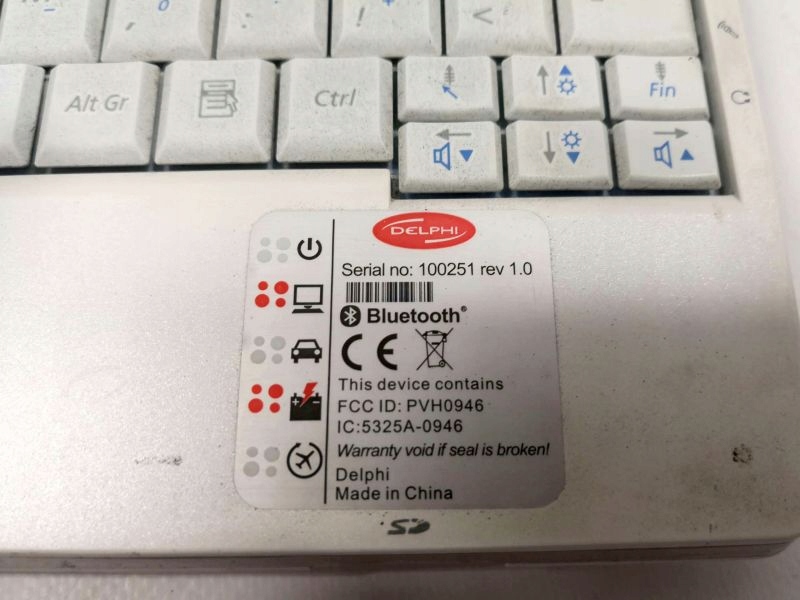 Alt Gr
Ctrl
Fin
DELPHI
Serial no: 100251 rev 1.0
Bluetooth®
CE
This device contains
FCC ID: PVH0946
IC:5325A-0946
Warranty void if seal is broken!
Delphi
Made in China